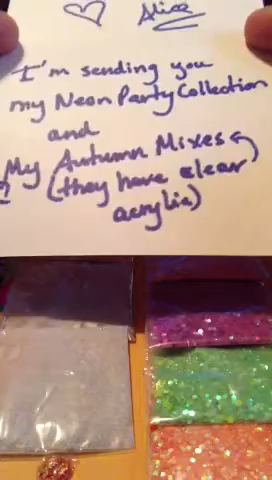 Alice
I'm sending you
my Neon Party Collection
and
My Autumn Mixes
(they have clear
acrylic)